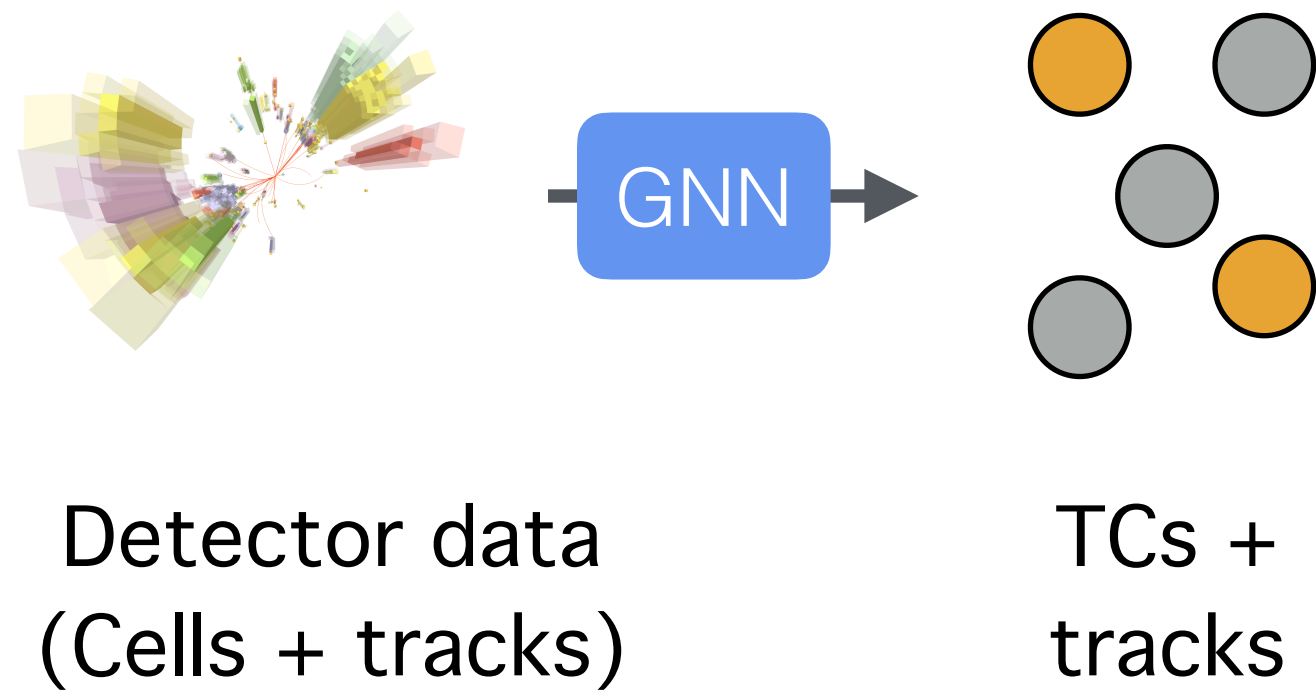 GNN
Detector data
(Cells + tracks)
TCs +
tracks